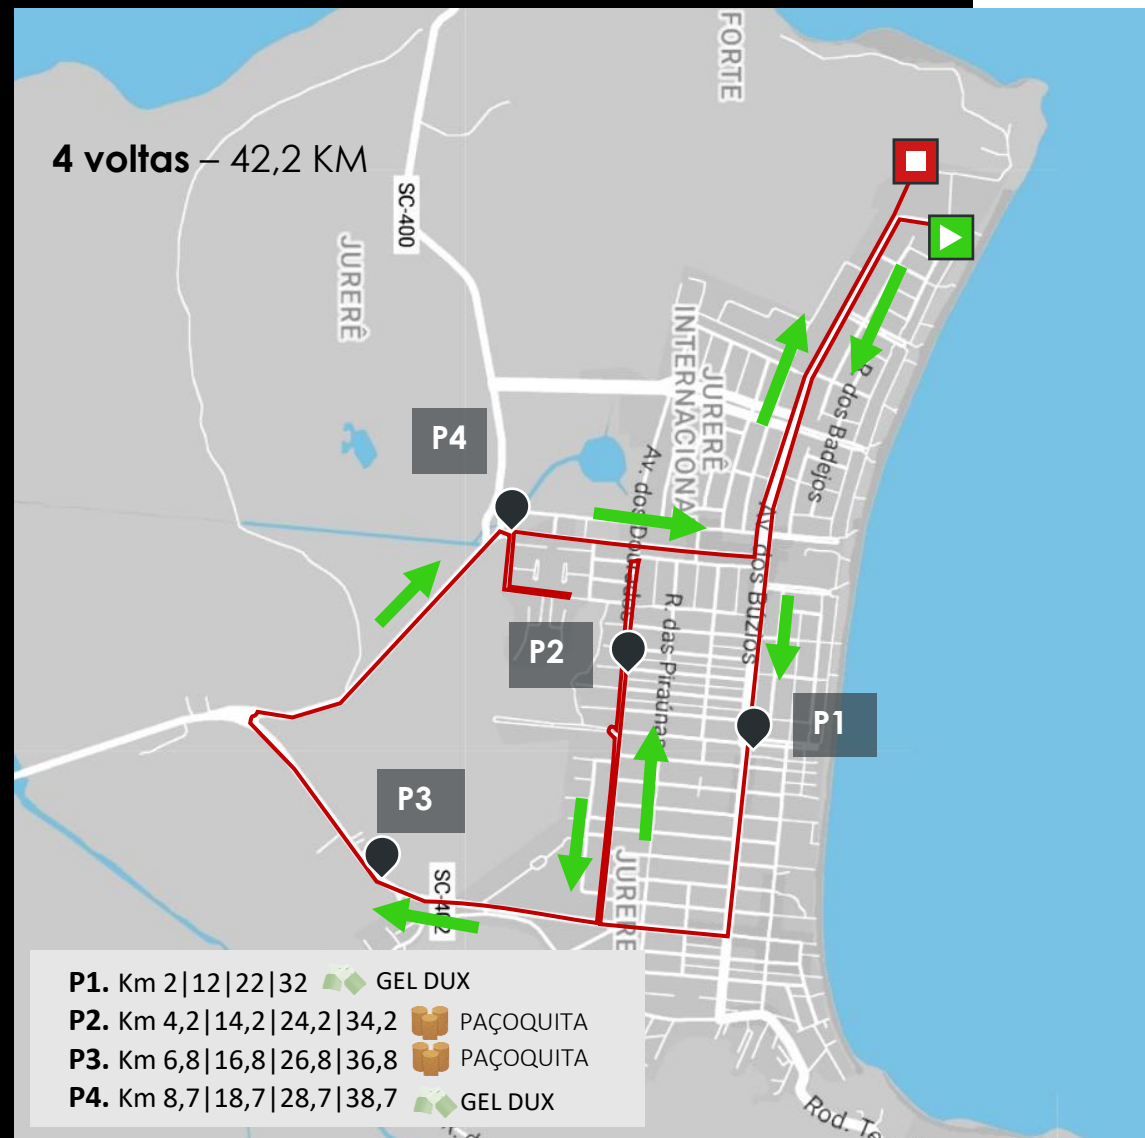 FORTE
4 voltas – 42,2 KM
SC-400
JURERÊ
JURERÊ
INTERNACIONAL
R. dos Badejos
P4
Av. dos Dourados
Av. dos Búzios
P2
R. das Piraúnas
P1
P3
SC-402
JURERÊ
P1. Km 2|12|22|32 GEL DUX
P2. Km 4,2|14,2|24,2|34,2 PAÇOQUITA
P3. Km 6,8|16,8|26,8|36,8 PAÇOQUITA
P4. Km 8,7|18,7|28,7|38,7 GEL DUX
Rod. Te